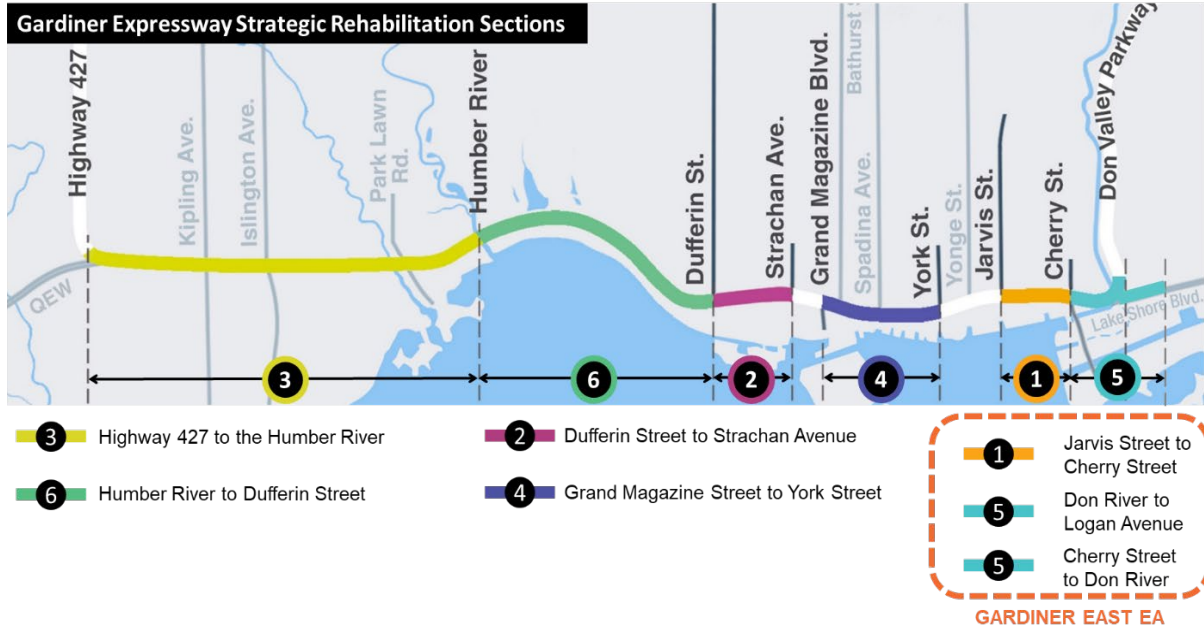 Gardiner Expressway Strategic Rehabilitation Sections
Highway 427
QEW
Kipling Ave.
Islington Ave.
Park Lawn
Rd.
Humber River
Dufferin St.
Strachan Ave.
Grand Magazine Blvd.
Bathurst S
Spadina Ave.
York St.
Yonge St.
Jarvis St.
Cherry St.
Don Valley Parkway
Lake Shore Blvd.
3
6
2
4
1
5
3 Highway 427 to the Humber River
6 Humber River to Dufferin Street
2 Dufferin Street to Strachan Avenue
4 Grand Magazine Street to York Street
1 Jarvis Street to
Cherry Street
5 Don River to
Logan Avenue
5 Cherry Street
to Don River
GARDINER EAST EA